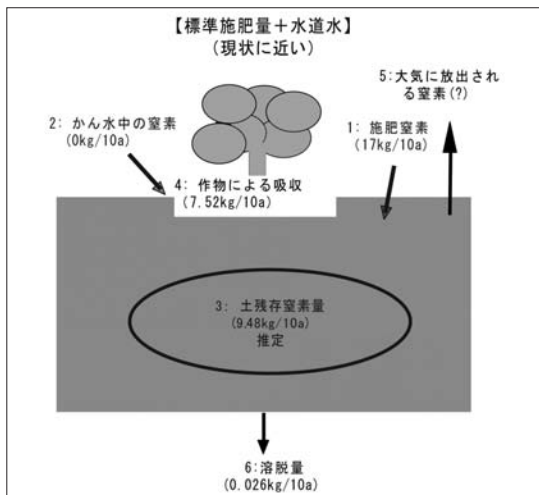 【標準施肥量+水道水】
(現状に近い)
5:大気に放出され
る窒素(?)
2: かん水中の窒素
(0kg/10a)
1: 施肥窒素
(17kg/10a)
4: 作物による吸収
(7.52kg/10a)
3: 土残存窒素量
(9.48kg/10a)
推定
6:溶脱量
(0.026kg/10a)